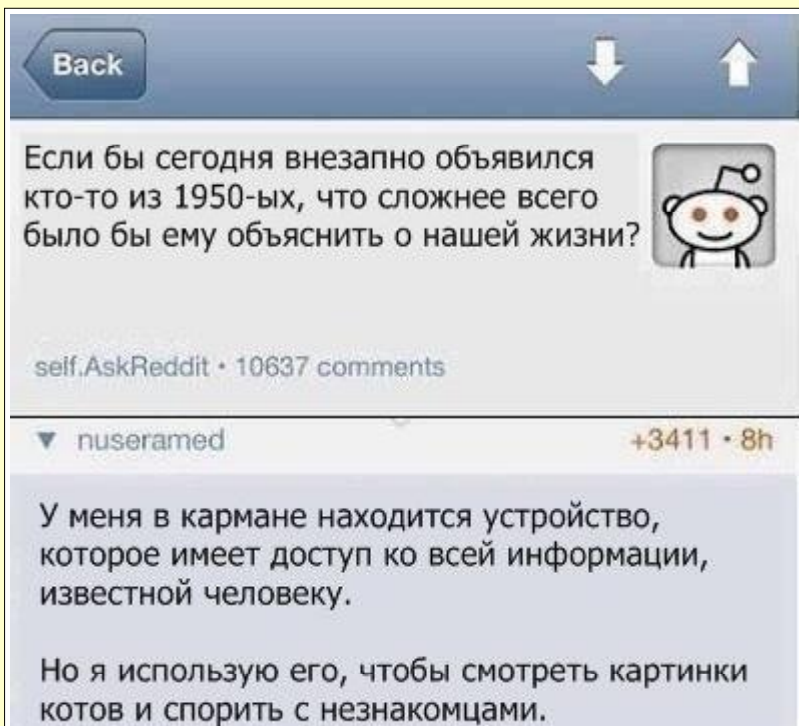 Back
Если бы сегодня внезапно объявился
кто-то из 1950-ых, что сложнее всего
было бы ему объяснить о нашей жизни?
self.AskReddit • 10637 comments
nuseramed +3411 • 8h
У меня в кармане находится устройство,
которое имеет доступ ко всей информации,
известной человеку.
Но я использую его, чтобы смотреть картинки
котов и спорить с незнакомцами.